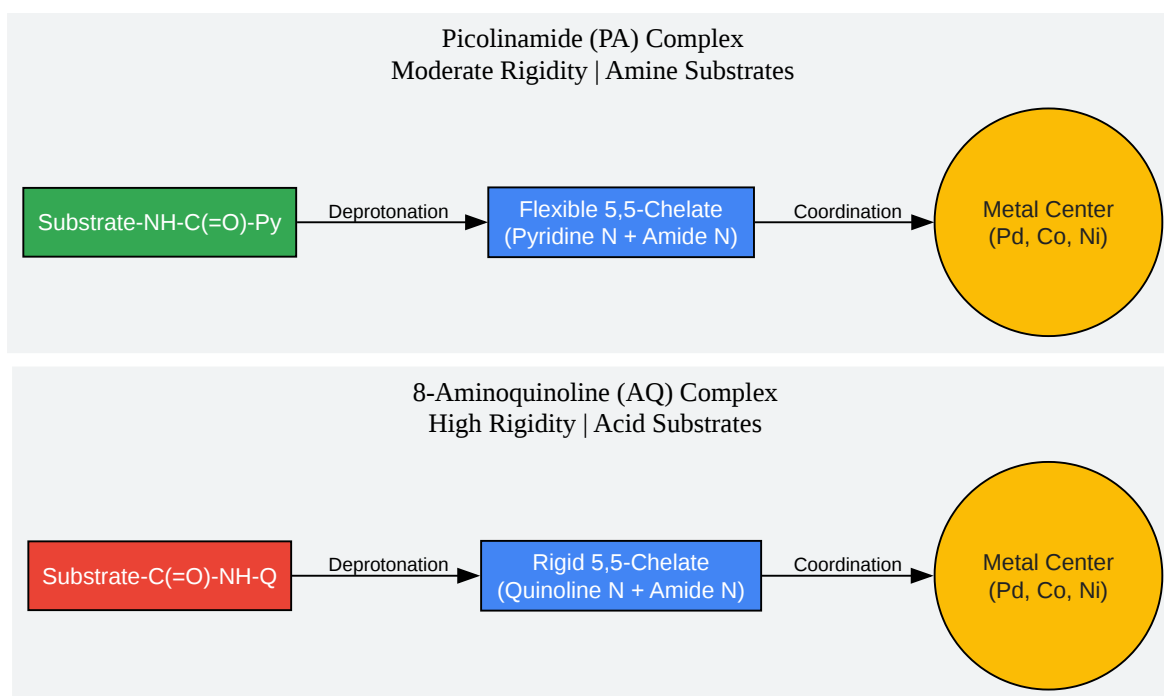 Picolinamide (PA) Complex
Moderate Rigidity | Amine Substrates
Substrate-NH-C(=O)-Py
Deprotonation
Flexible 5,5-Chelate
(Pyridine N + Amide N)
Coordination
Metal Center
(Pd, Co, Ni)
8-Aminoquinoline (AQ) Complex
High Rigidity | Acid Substrates
Substrate-C(=O)-NH-Q
Deprotonation
Rigid 5,5-Chelate
(Quinoline N + Amide N)
Coordination
Metal Center
(Pd, Co, Ni)